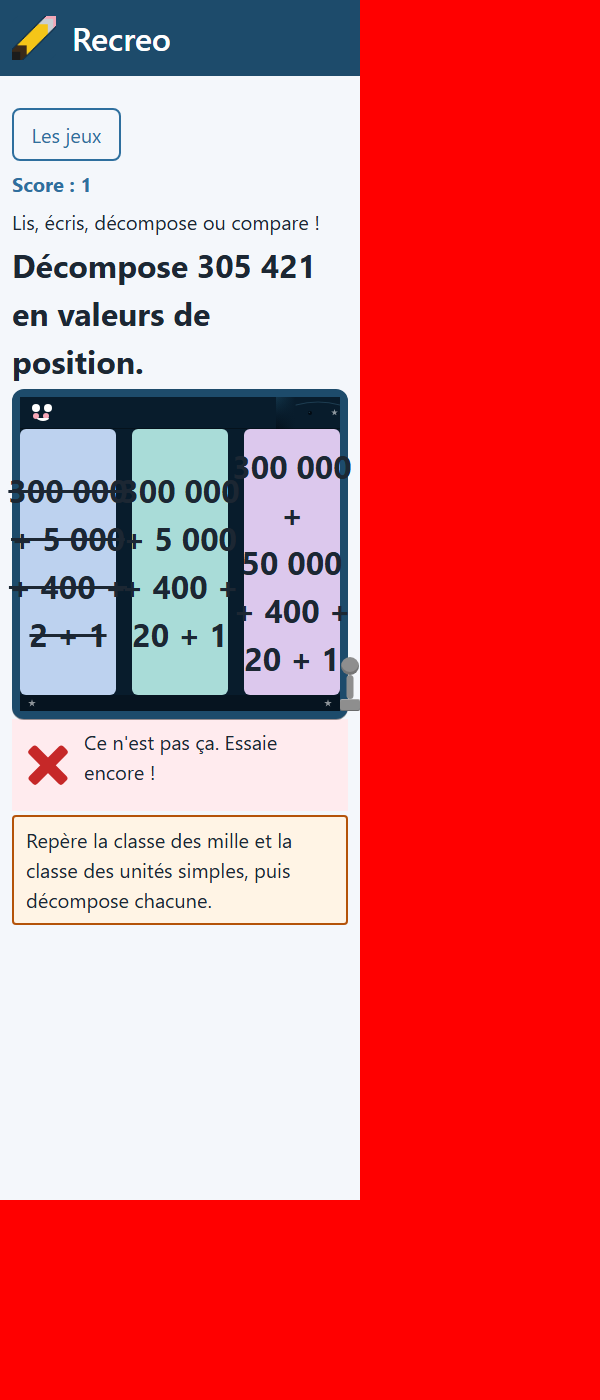 Recreo
Les jeux
Score : 1
Lis, écris, décompose ou compare !
Décompose 305 421
en valeurs de
position.
300 000
+ 5 000
+ 400 +
2 + 1
300 000
+ 5 000
+ 400 +
20 + 1
300 000
+
50 000
+ 400 +
20 + 1
Ce n'est pas ça. Essaie
encore !
Repère la classe des mille et la
classe des unités simples, puis
décompose chacune.